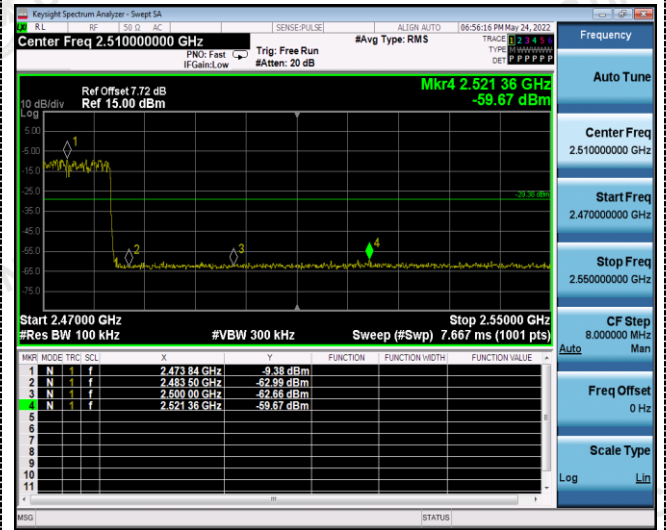 Keysight Spectrum Analyzer - Swept SA
RL RF 50 Ω AC SENSE:PULSE ALIGN AUTO 06:56:16 PM May 24, 2022
Center Freq 2.510000000 GHz
PNO: Fast
IFGain:Low
Trig: Free Run
#Atten: 20 dB
#Avg Type: RMS
TRACE 1 2 3 4 5 6
TYPE M WWWWW
DET P P P P P P
Frequency
Mkr4 2.521 36 GHz
-59.67 dBm
Ref Offset 7.72 dB
10 dB/div Ref 15.00 dBm
Log
5.00
-5.00
-15.0
-25.0
-35.0
-45.0
-55.0
-65.0
-75.0
1
2
3
4
-29.38 dBm
Start 2.47000 GHz Stop 2.55000 GHz
#Res BW 100 kHz #VBW 300 kHz Sweep (#Swp) 7.667 ms (1001 pts)
MKR MODE TRC SCL X Y FUNCTION FUNCTION WIDTH FUNCTION VALUE
1 N 1 f 2.473 84 GHz -9.38 dBm
2 N 1 f 2.483 50 GHz -62.99 dBm
3 N 1 f 2.500 00 GHz -62.66 dBm
4 N 1 f 2.521 36 GHz -59.67 dBm
5
6
7
8
9
10
11
MSG STATUS
Auto Tune
Center Freq
2.510000000 GHz
Start Freq
2.470000000 GHz
Stop Freq
2.550000000 GHz
CF Step
8.000000 MHz
Auto Man
Freq Offset
0 Hz
Scale Type
Log Lin